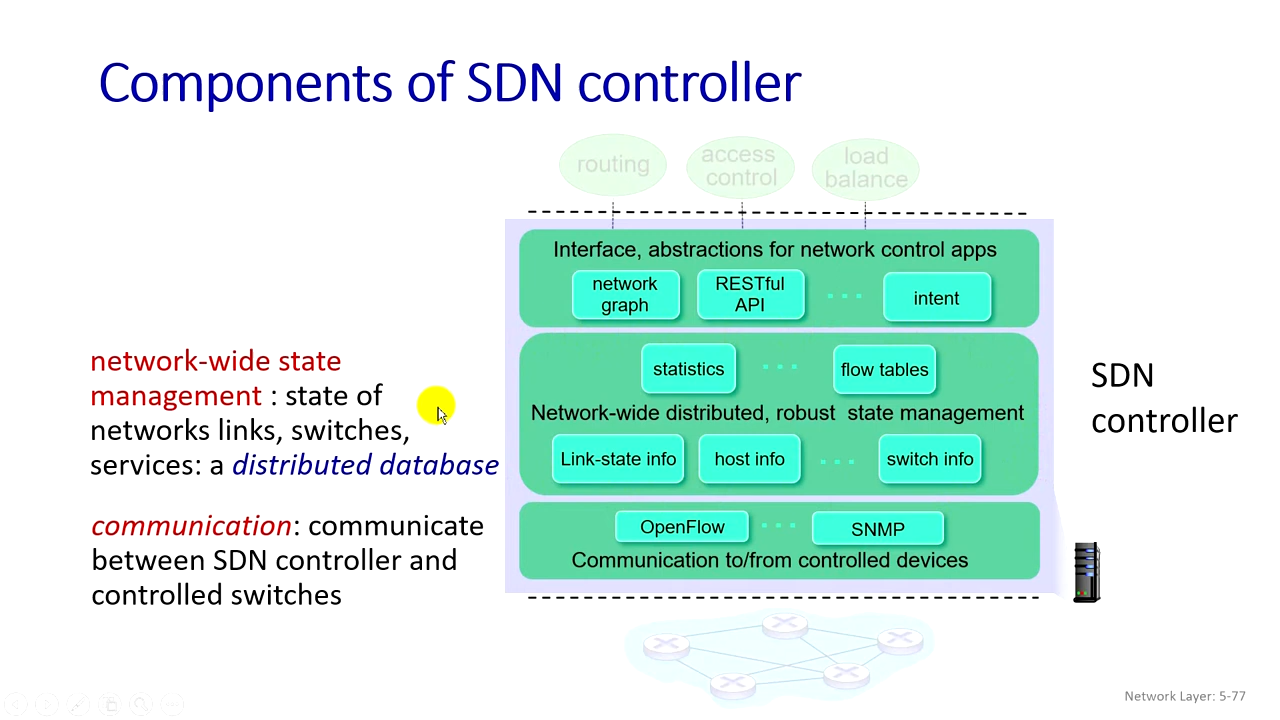 Components of SDN controller
routing
access
control
load
balance
Interface, abstractions for network control apps
network
graph
RESTful
API
intent
statistics
flow tables
Network-wide distributed, robust  state management
Link-state info
host info
switch info
OpenFlow
SNMP
Communication to/from controlled devices
network-wide state
management : state of
networks links, switches,
services: a distributed database
communication: communicate
between SDN controller and
controlled switches
SDN
controller
Network Layer: 5-77